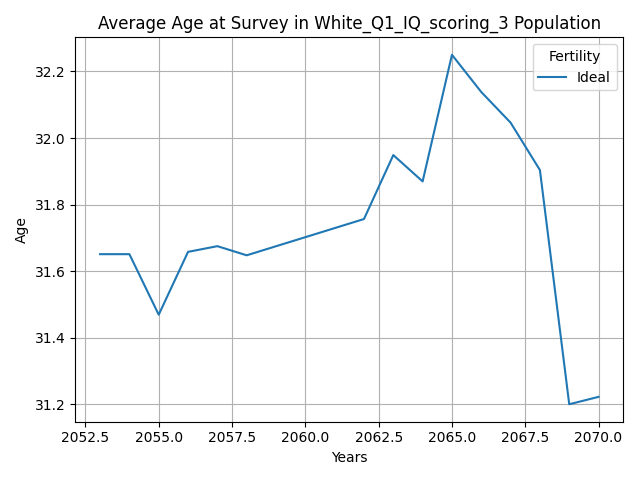 Average Age at Survey in White_Q1_IQ_scoring_3 Population
Fertility
Ideal
Age
32.2
32.0
31.8
31.6
31.4
31.2
2052.5 2055.0 2057.5 2060.0 2062.5 2065.0 2067.5 2070.0
Years